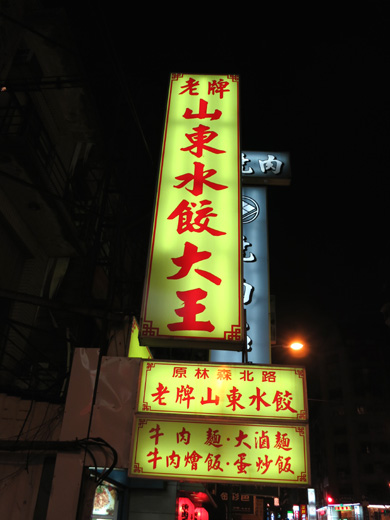 老牌
山東水餃大王
原林森北路
老牌山東水餃
牛肉麵·大滷麵
牛肉燴飯·蛋炒飯
肉